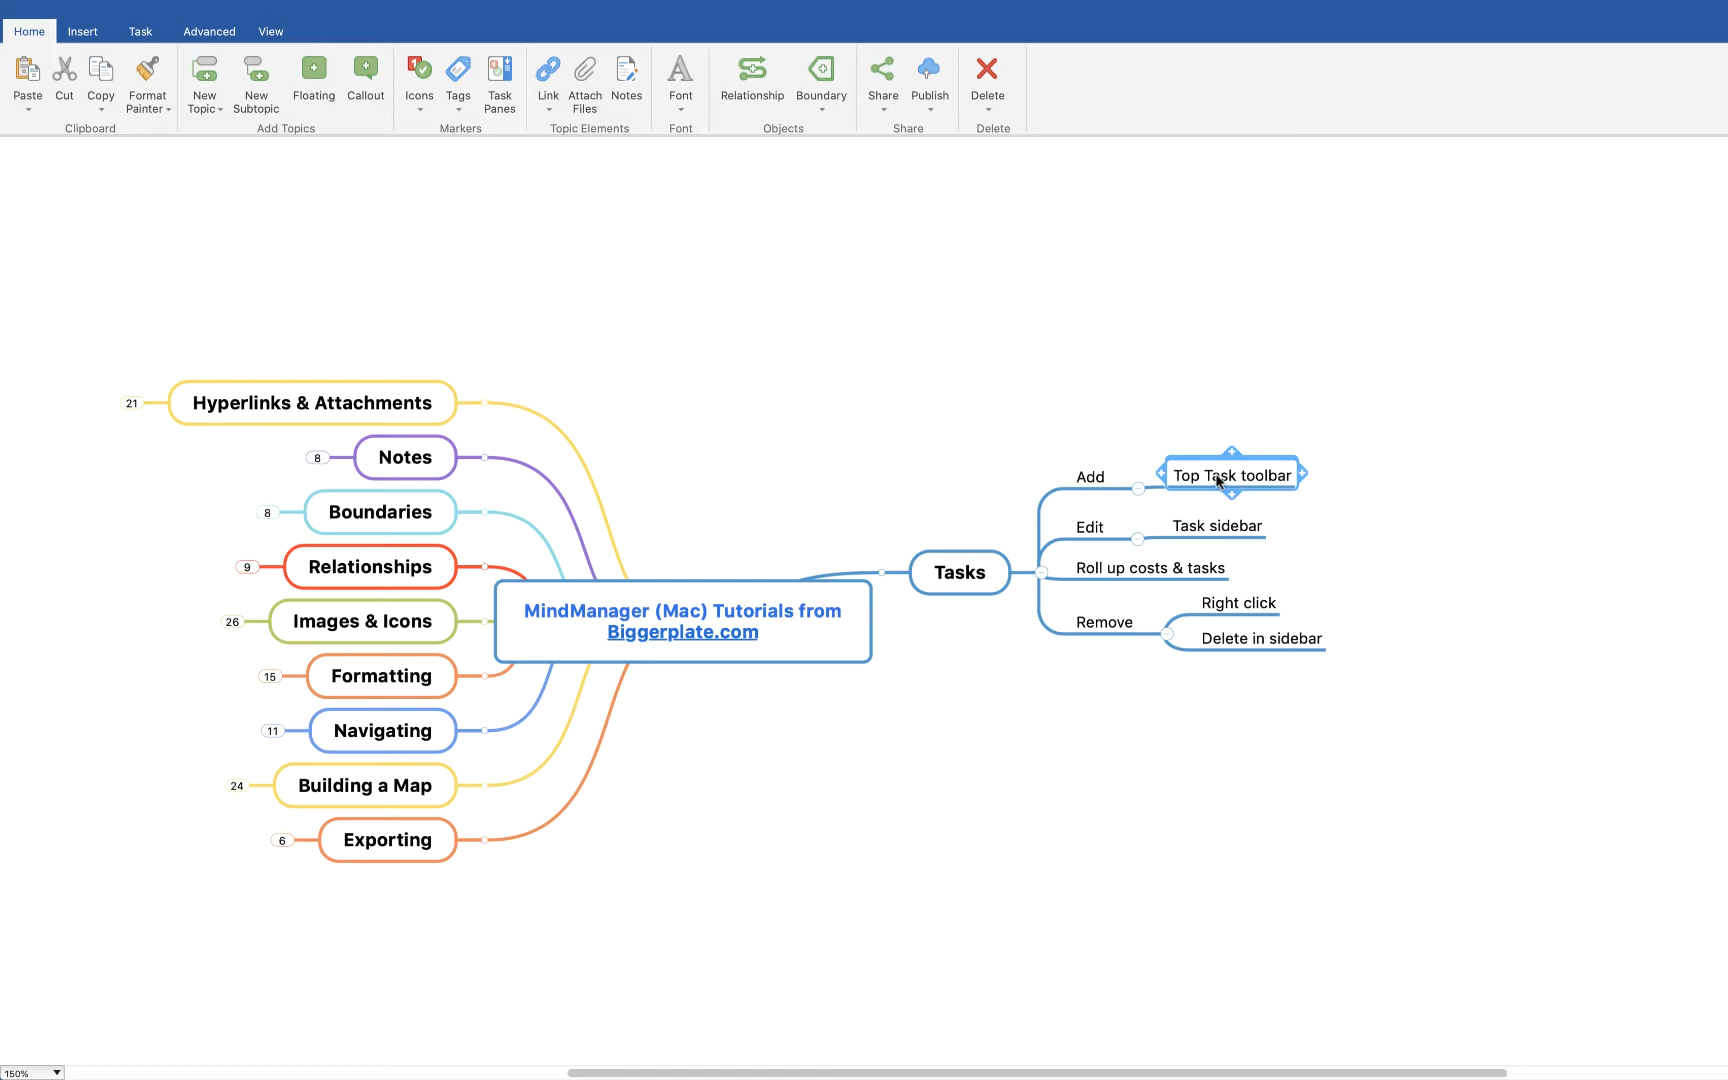 Home Insert Task Advanced View
Paste Cut Copy Format Painter New Topic New Subtopic Floating Callout Icons Tags Task Panes Link Attach Files Notes Font Relationship Boundary Share Publish Delete
Clipboard Add Topics Markers Topic Elements Font Objects Share Delete
21 Hyperlinks & Attachments
8 Notes
8 Boundaries
9 Relationships
26 Images & Icons
15 Formatting
11 Navigating
24 Building a Map
6 Exporting
MindManager (Mac) Tutorials from
Biggerplate.com
Tasks
Add
Top Task toolbar
Edit
Task sidebar
Roll up costs & tasks
Remove
Right click
Delete in sidebar
150%